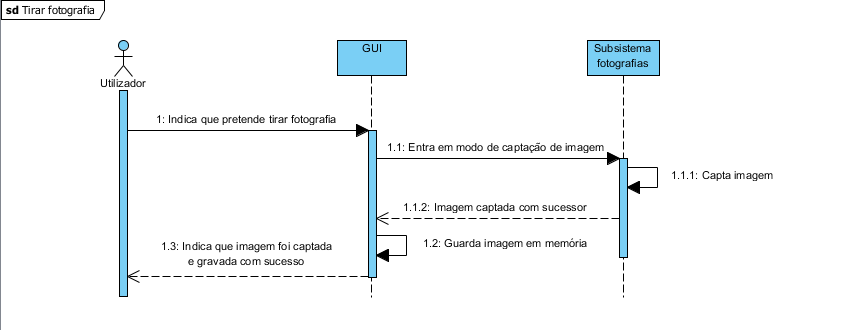 sd Tirar fotografia
GUI
Subsistema
fotografias
Utilizador
1: Indica que pretende tirar fotografia
1.1: Entra em modo de captação de imagem
1.1.1: Capta imagem
1.1.2: Imagem captada com sucessor
1.2: Guarda imagem em memória
1.3: Indica que imagem foi captada
e gravada com sucesso